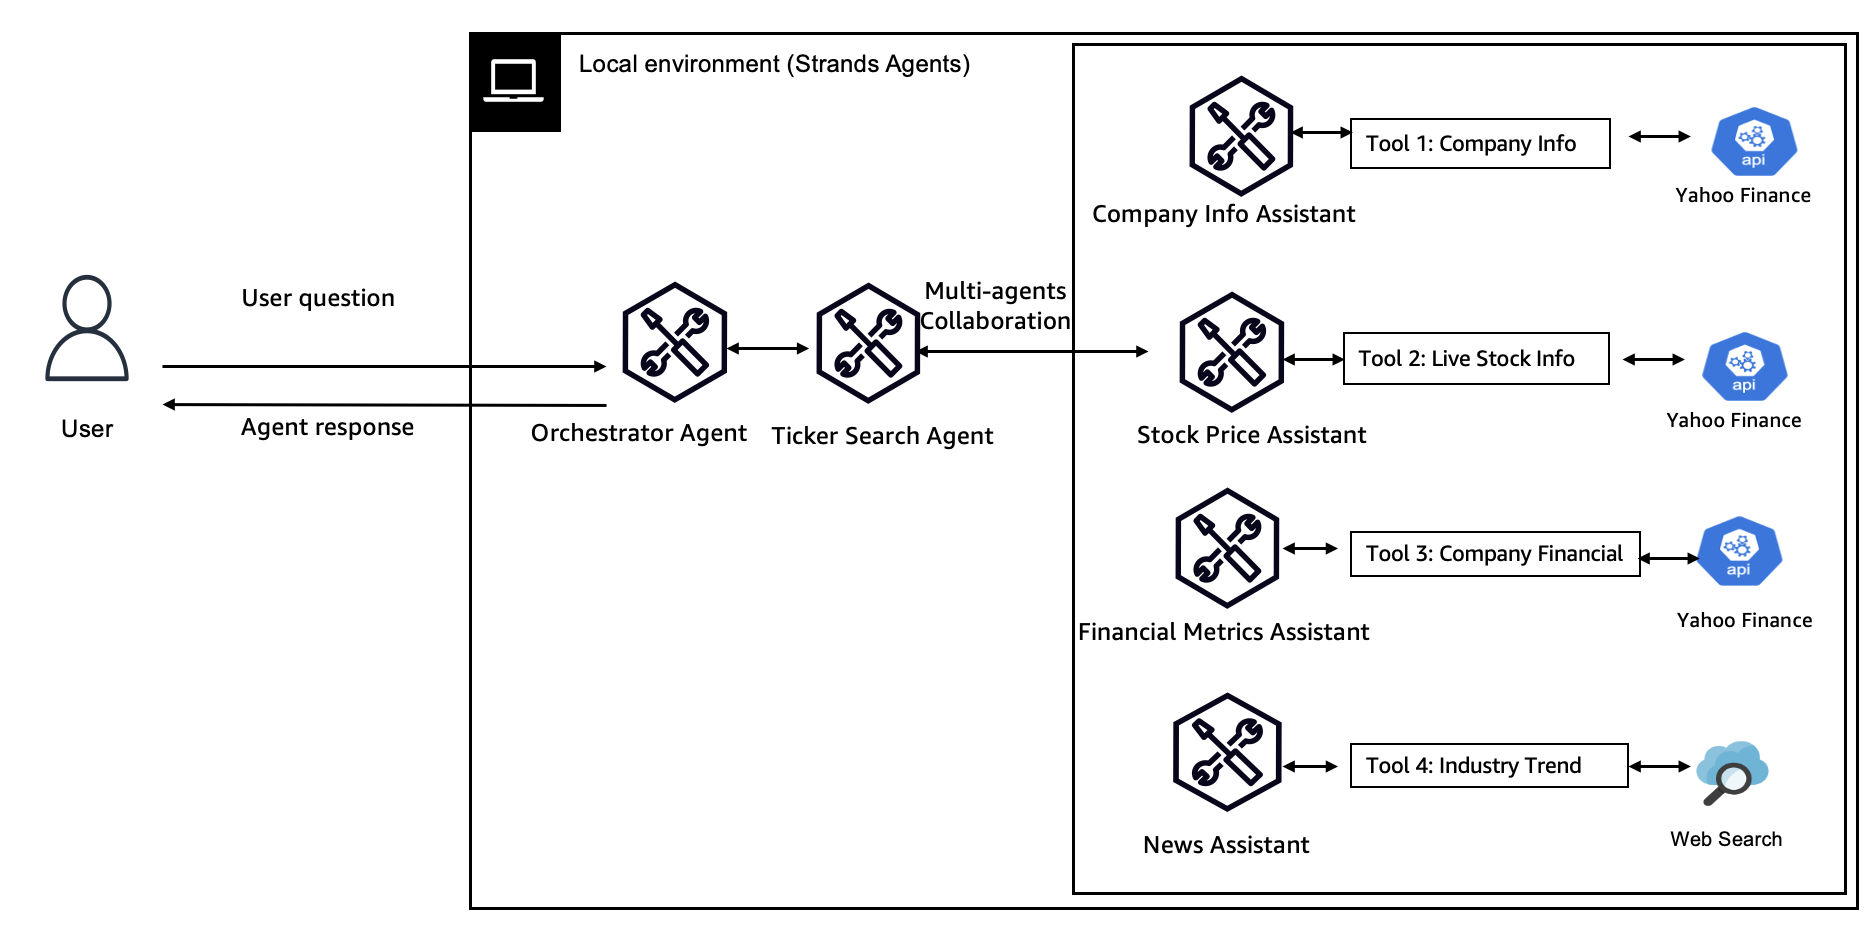 Local environment (Strands Agents)
Tool 1: Company Info
api
Yahoo Finance
Company Info Assistant
User question
Multi-agents
Collaboration
Tool 2: Live Stock Info
api
Yahoo Finance
User
Agent response
Orchestrator Agent
Ticker Search Agent
Stock Price Assistant
Tool 3: Company Financial
api
Yahoo Finance
Financial Metrics Assistant
Tool 4: Industry Trend
Web Search
News Assistant